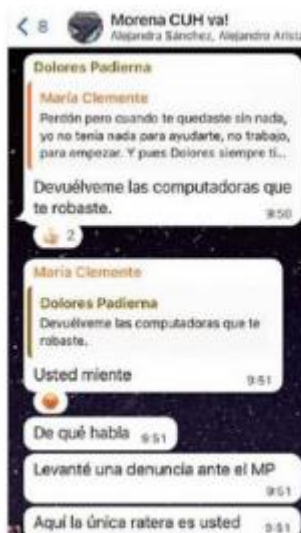 8
Morena CUH va!
Alejandra Sánchez, Alejandro Arista
Dolores Padierna
María Clemente
Perdón pero cuando te quedaste sin nada,
yo no tenía nada para ayudarte, no trabajo,
para empezar. Y pues Dolores siempre ti...
Devuélveme las computadoras que
te robaste.
9:50
2
María Clemente
Dolores Padierna
Devuélveme las computadoras que te
robaste.
Usted miente
9:51
De qué habla 9:51
Levanté una denuncia ante el MP
9:51
Aquí la única ratera es usted 9:51